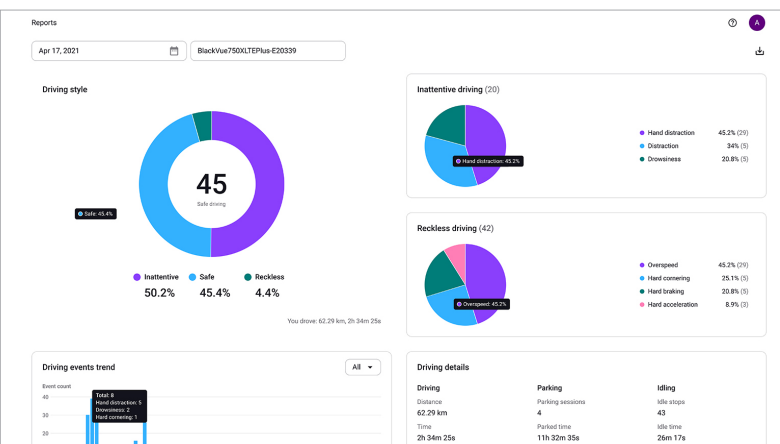 Reports
A
Apr 17, 2021
BlackVue750XLTEPlus-E20339
Driving style
45
Safe driving
Safe: 45.4%
Inattentive
Safe
Reckless
50.2%
45.4%
4.4%
You drove: 62.29 km, 2h 34m 25s
Inattentive driving (20)
Hand distraction: 45.2%
Hand distraction 45.2% (29)
Distraction 34% (5)
Drowsiness 20.8% (5)
Reckless driving (42)
Overspeed: 45.2%
Overspeed 45.2% (29)
Hard cornering 25.1% (5)
Hard braking 20.8% (5)
Hard acceleration 8.9% (3)
Driving events trend
All
Event count
40
30
20
Total: 8
Hand distraction: 5
Drowsiness: 2
Hard cornering: 1
Driving details
Driving
Parking
Idling
Distance
Parking sessions
Idle stops
62.29 km
4
43
Time
Parked time
Idle time
2h 34m 25s
11h 32m 35s
26m 17s